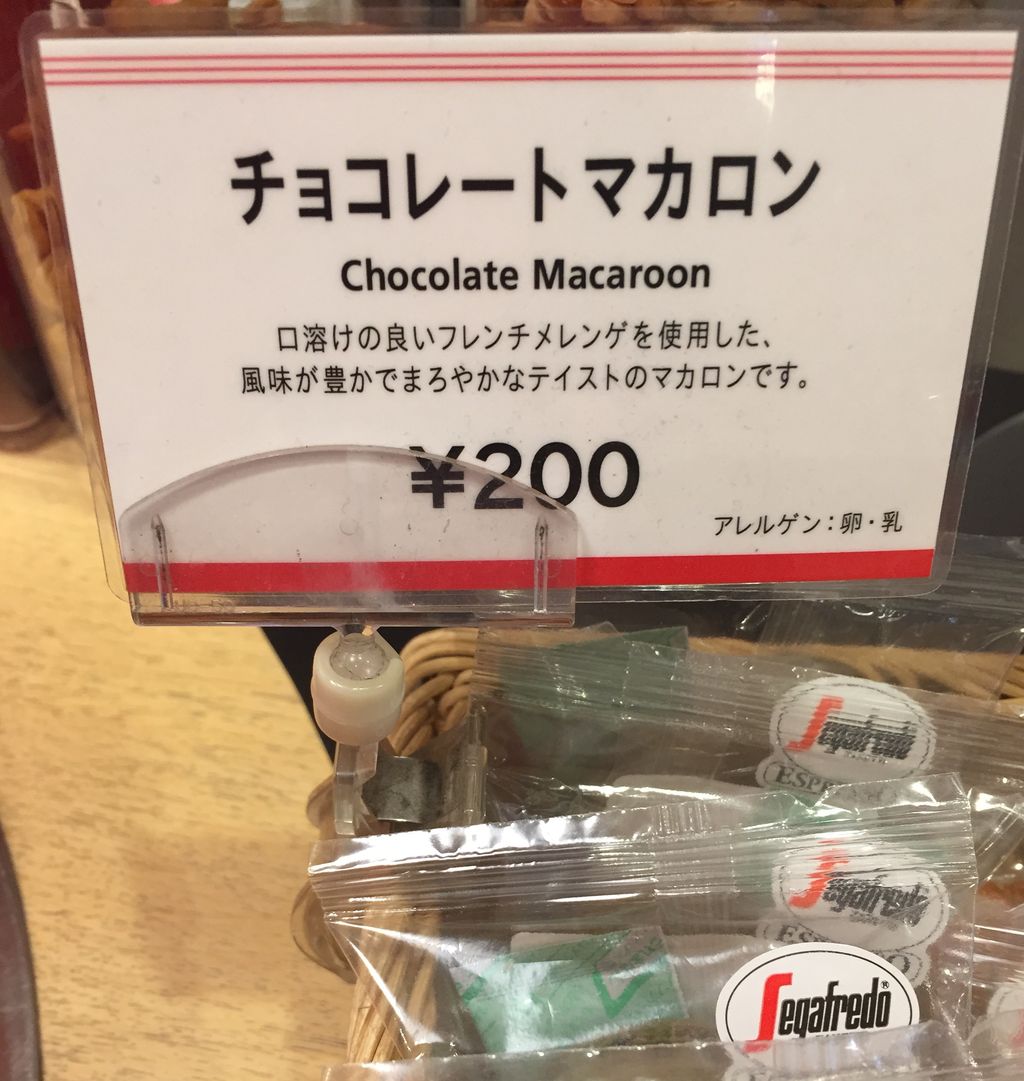 チョコレートマカロン
Chocolate Macaroon
口溶けの良いフレンチメレンゲを使用した、
風味が豊かでまろやかなテイストのマカロンです。
¥200
アレルゲン：卵・乳
Segafredo
Segafredo
Segafredo®